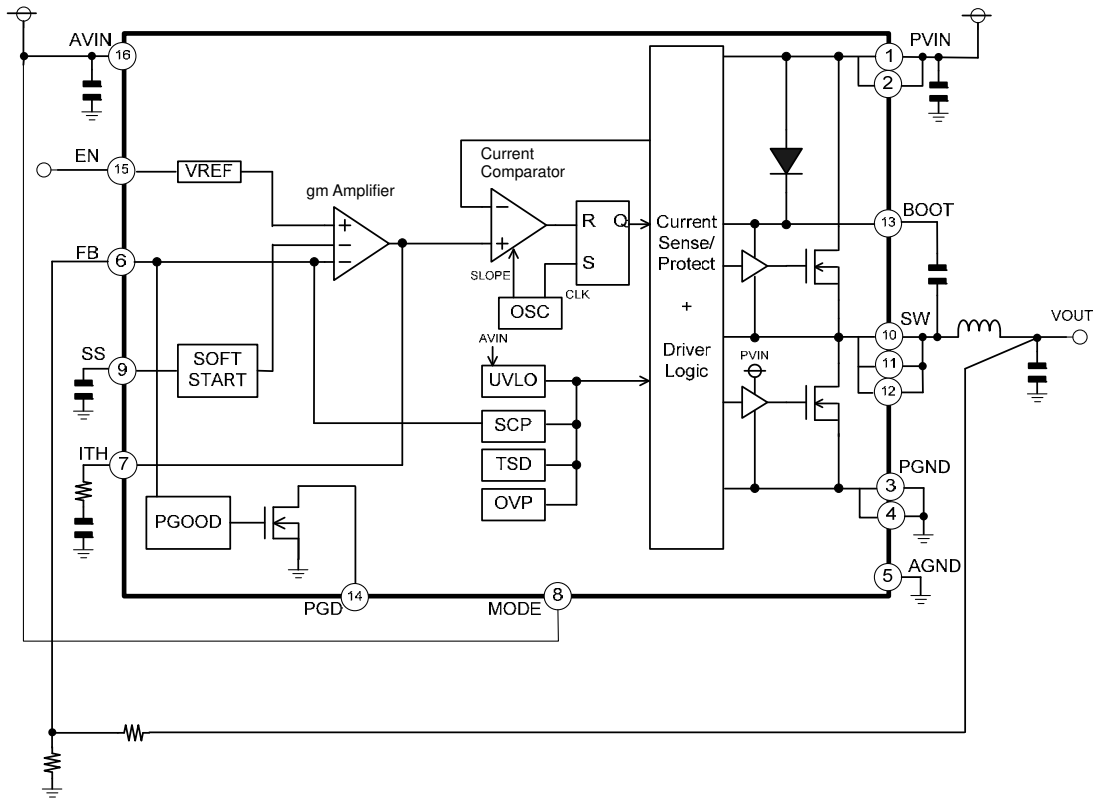 AVIN
16
PVIN
1
2
EN
15
VREF
gm Amplifier
+
−
−
Current
Comparator
−
+
SLOPE
R Q
S
CLK
OSC
Current
Sense/
Protect
+
Driver
Logic
13
BOOT
FB
6
SW
10
11
12
VOUT
SS
9
SOFT
START
AVIN
UVLO
SCP
TSD
OVP
PVIN
ITH
7
PGOOD
PGND
3
4
5
AGND
PGD
14
MODE
8